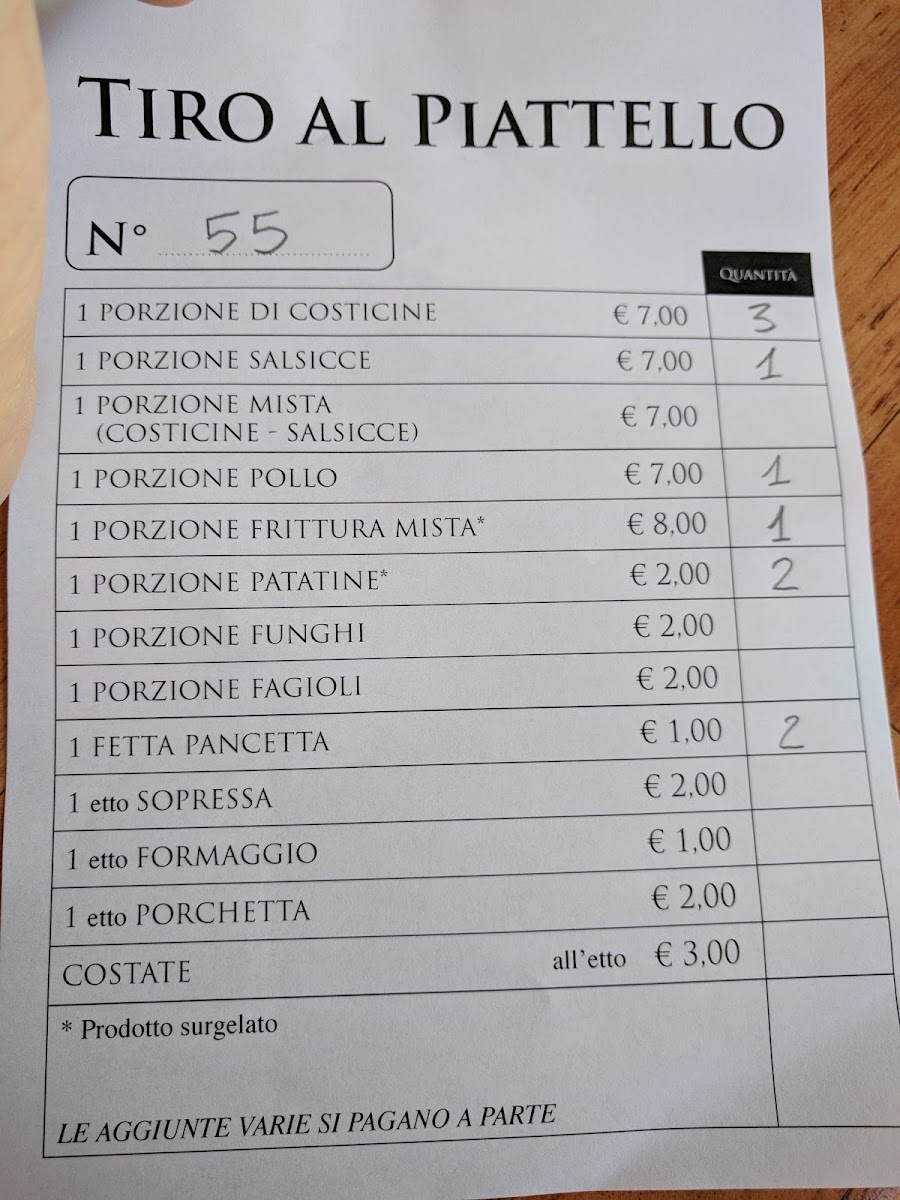 TIRO AL PIATTELLO
N° 55
QUANTITÀ
1 PORZIONE DI COSTICINE € 7,00 3
1 PORZIONE SALSICCE € 7,00 1
1 PORZIONE MISTA
(COSTICINE - SALSICCE) € 7,00
1 PORZIONE POLLO € 7,00 1
1 PORZIONE FRITTURA MISTA* € 8,00 1
1 PORZIONE PATATINE* € 2,00 2
1 PORZIONE FUNGHI € 2,00
1 PORZIONE FAGIOLI € 2,00
1 FETTA PANCETTA € 1,00 2
1 etto SOPRESSA € 2,00
1 etto FORMAGGIO € 1,00
1 etto PORCHETTA € 2,00
COSTATE all'etto € 3,00
* Prodotto surgelato
LE AGGIUNTE VARIE SI PAGANO A PARTE